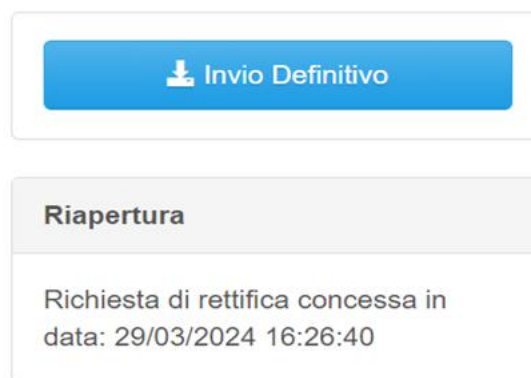 Invio Definitivo
Riapertura
Richiesta di rettifica concessa in
data: 29/03/2024 16:26:40